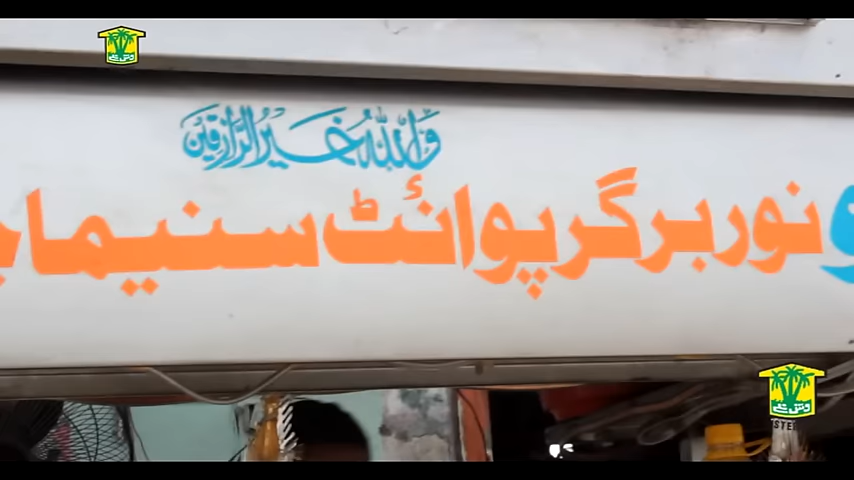 واللہ خیر الرازقین
نور برگر پوائنٹ سنیما